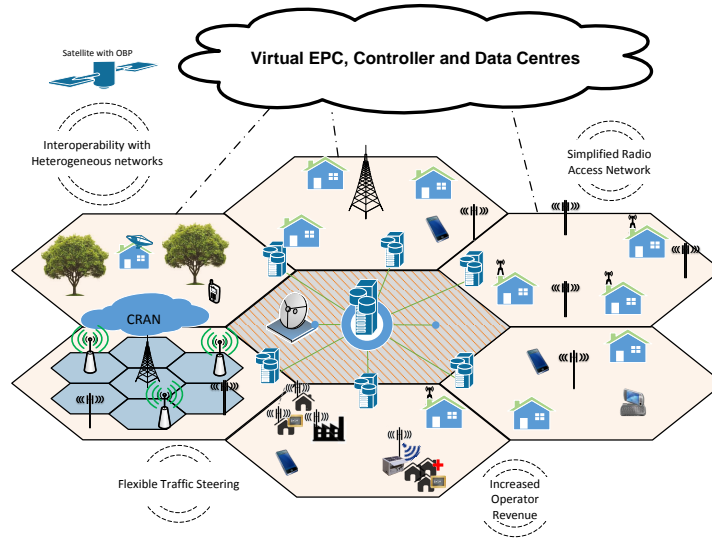 Satellite with OBP
Virtual EPC, Controller and Data Centres
Interoperability with
Heterogeneous networks
Simplified Radio
Access Network
CRAN
Flexible Traffic Steering
Increased
Operator
Revenue